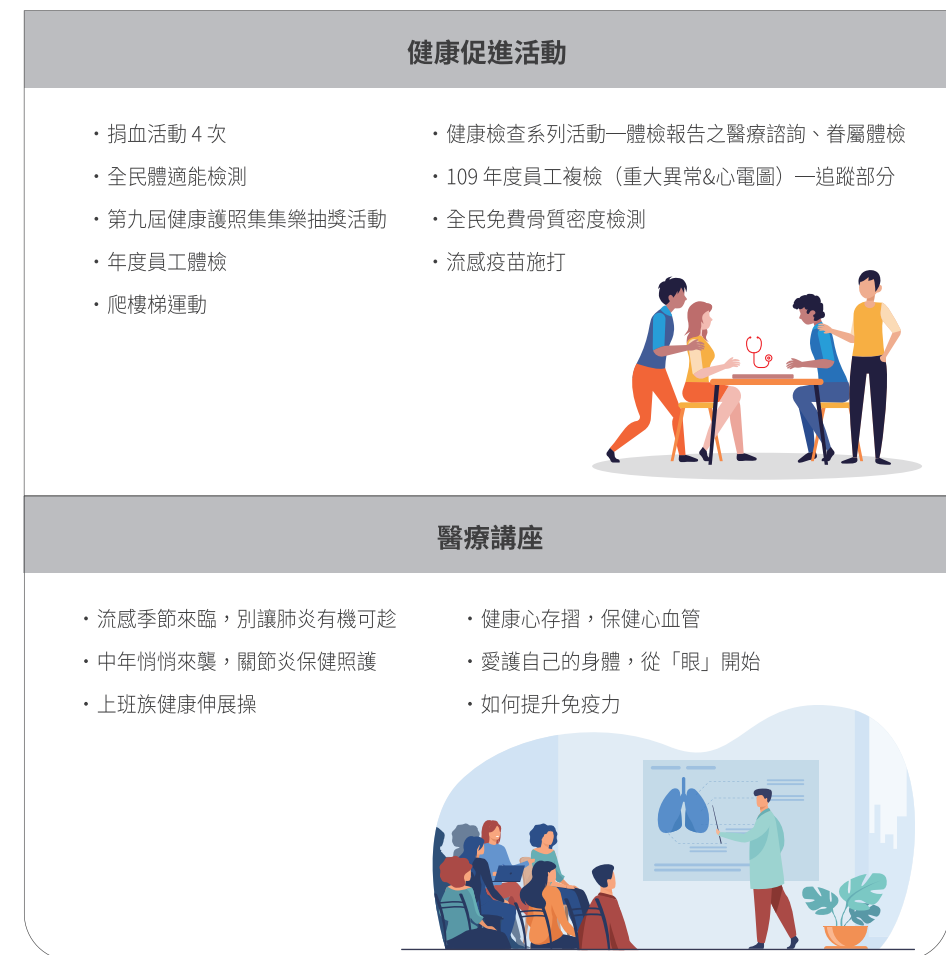 健康促進活動
・捐血活動 4 次
・全民體適能檢測
・第九屆健康護照集集樂抽獎活動
・年度員工體檢
・爬樓梯運動
・健康檢查系列活動—體檢報告之醫療諮詢、眷屬體檢
・109 年度員工複檢（重大異常&心電圖）—追蹤部分
・全民免費骨質密度檢測
・流感疫苗施打
醫療講座
・流感季節來臨，別讓肺炎有機可趁
・中年悄悄來襲，關節炎保健照護
・上班族健康伸展操
・健康心存摺，保健心血管
・愛護自己的身體，從「眼」開始
・如何提升免疫力